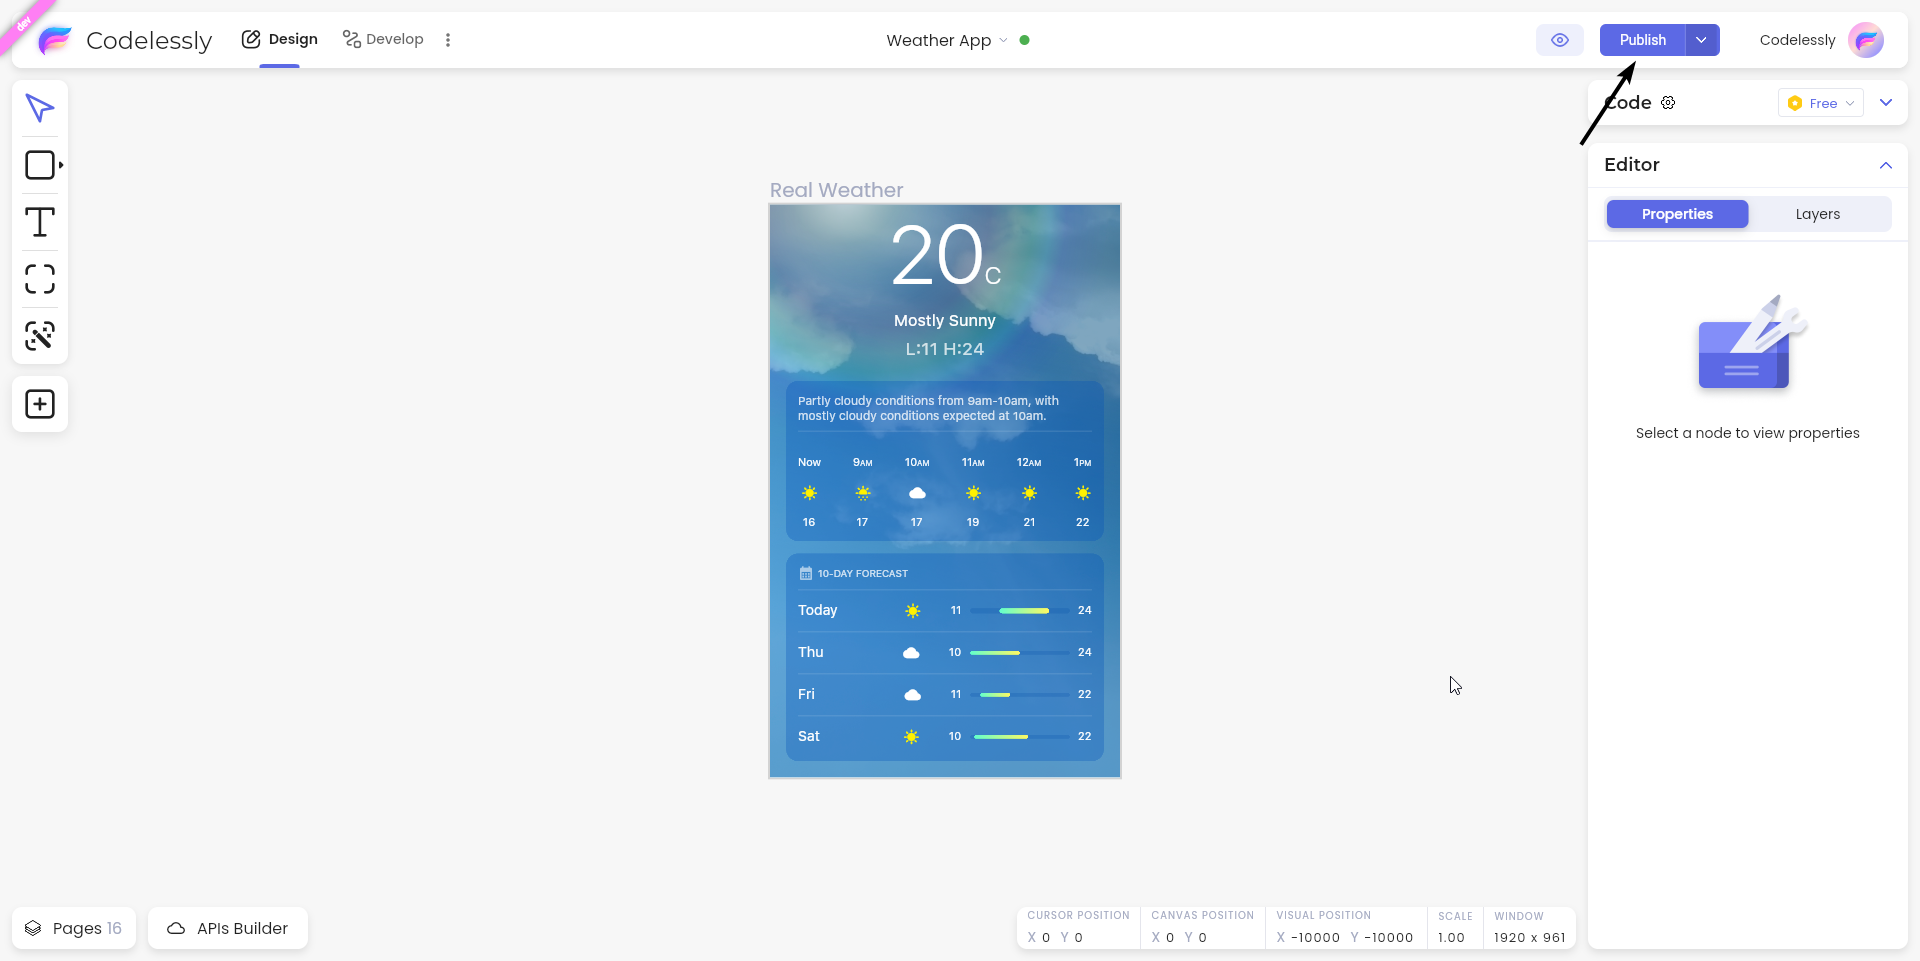 dev
Codelessly
Design
Develop
Weather App
Publish
Codelessly
Code
Free
Editor
Properties
Layers
Select a node to view properties
Real Weather
20C
Mostly Sunny
L:11 H:24
Partly cloudy conditions from 9am-10am, with
mostly cloudy conditions expected at 10am.
Now 9AM 10AM 11AM 12AM 1PM
16 17 17 19 21 22
10-DAY FORECAST
Today 11 24
Thu 10 24
Fri 11 22
Sat 10 22
Pages 16
APIs Builder
CURSOR POSITION CANVAS POSITION VISUAL POSITION SCALE WINDOW
X 0 Y 0 X 0 Y 0 X -10000 Y -10000 1.00 1920 x 961